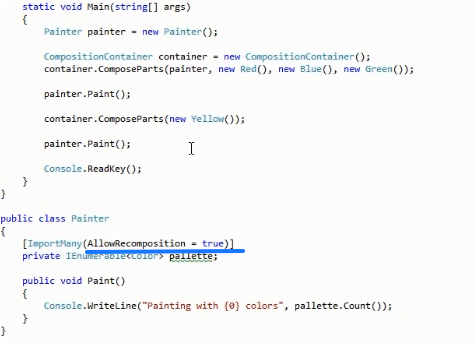 static void Main(string[] args)
{
Painter painter = new Painter();
CompositionContainer container = new CompositionContainer();
container.ComposeParts(painter, new Red(), new Blue(), new Green());
painter.Paint();
container.ComposeParts(new Yellow());
painter.Paint();
Console.ReadKey();
}
}
public class Painter
{
[ImportMany(AllowRecomposition = true)]
private IEnumerable<Color> pallette;
public void Paint()
{
Console.WriteLine("Painting with {0} colors", pallette.Count());
}
}